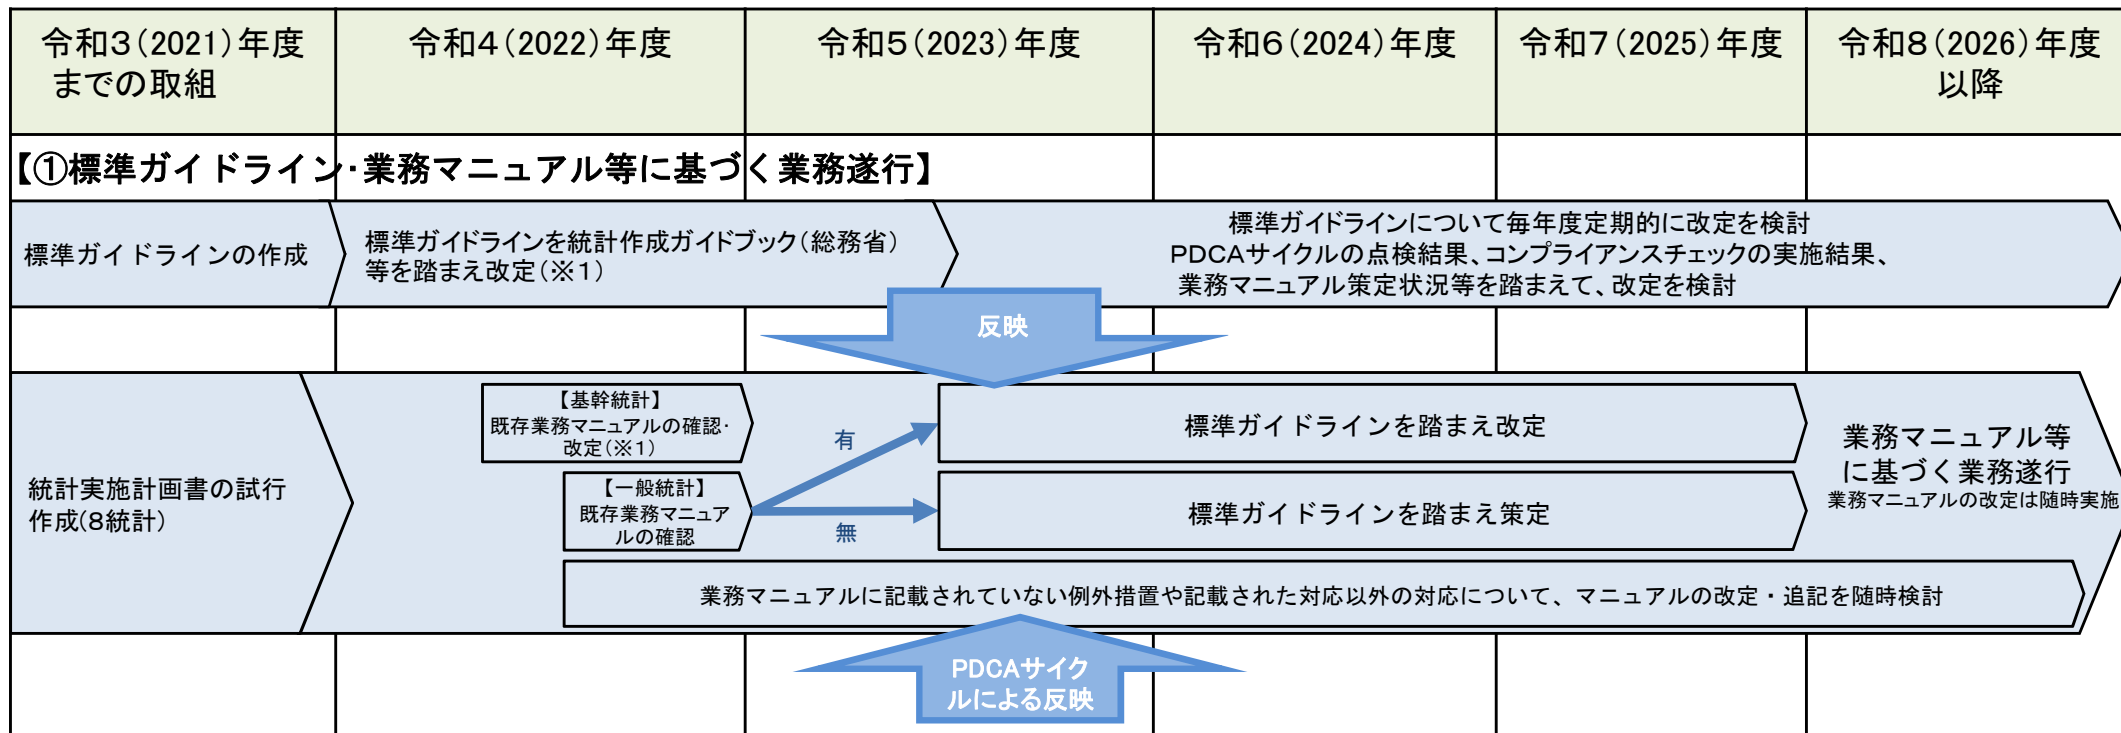 令和3(2021)年度
までの取組
令和4(2022)年度
令和5(2023)年度
令和6(2024)年度
令和7(2025)年度
令和8(2026)年度
以降
【①標準ガイドライン・業務マニュアル等に基づく業務遂行】
標準ガイドラインの作成
標準ガイドラインを統計作成ガイドブック(総務省)
等を踏まえ改定(※1)
標準ガイドラインについて毎年度定期的に改定を検討
PDCAサイクルの点検結果、コンプライアンスチェックの実施結果、
業務マニュアル策定状況等を踏まえて、改定を検討
反映
統計実施計画書の試行
作成(8統計)
【基幹統計】
既存業務マニュアルの確認・
改定(※1)
【一般統計】
既存業務マニュア
ルの確認
有
無
標準ガイドラインを踏まえ改定
標準ガイドラインを踏まえ策定
業務マニュアル等
に基づく業務遂行
業務マニュアルの改定は随時実施
業務マニュアルに記載されていない例外措置や記載された対応以外の対応について、マニュアルの改定・追記を随時検討
PDCAサイク
ルによる反映